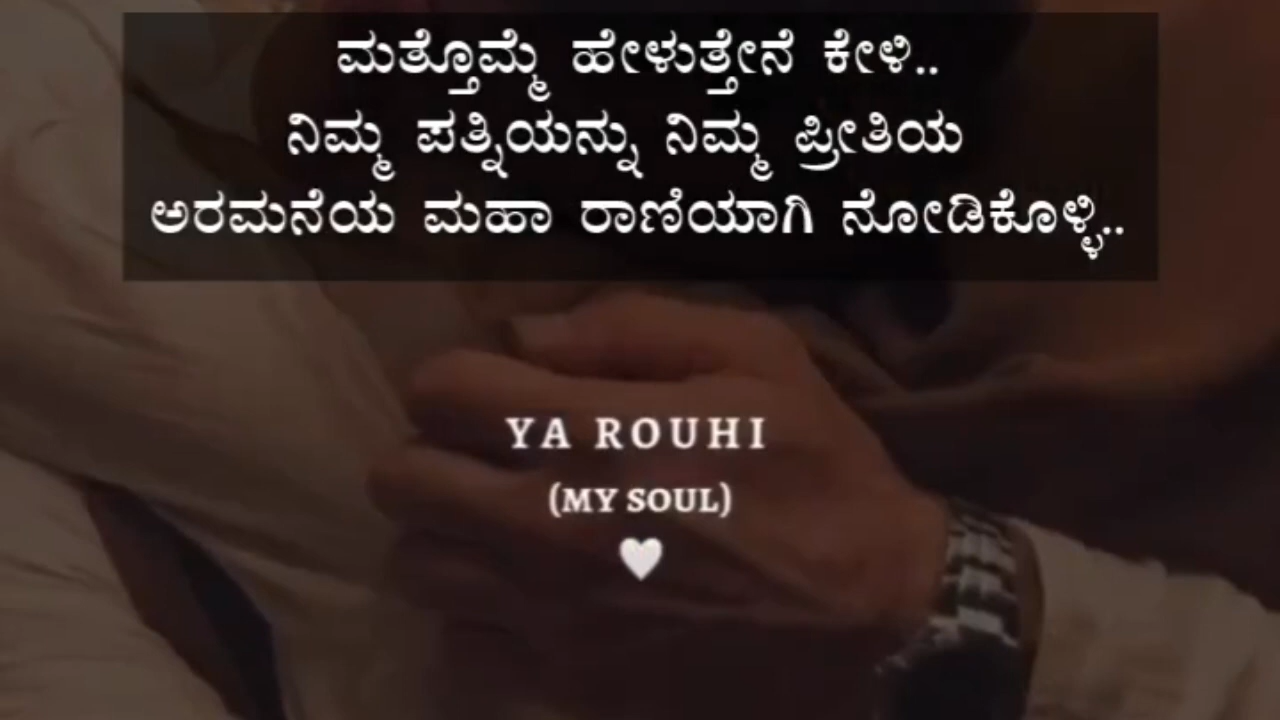 ಮತ್ತೊಮ್ಮೆ ಹೇಳುತ್ತೇನೆ ಕೇಳಿ..
ನಿಮ್ಮ ಪತ್ನಿಯನ್ನು ನಿಮ್ಮ ಪ್ರೀತಿಯ
ಅರಮನೆಯ ಮಹಾ ರಾಣಿಯಾಗಿ ನೋಡಿಕೊಳ್ಳಿ..
YA ROUHI
(MY SOUL)
🤍